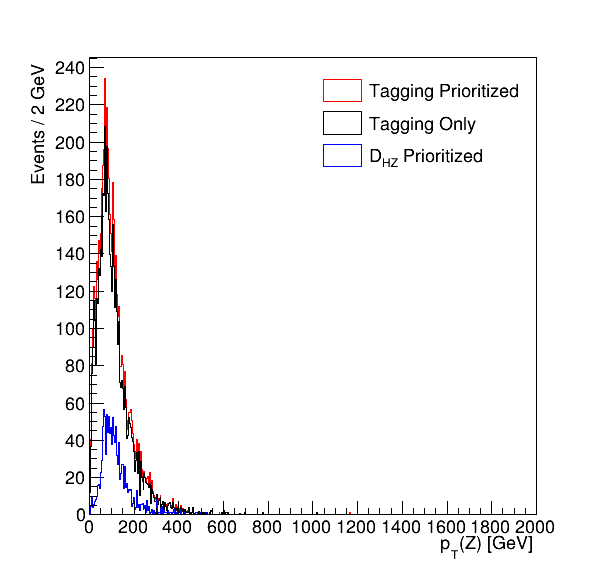 Events / 2 GeV
240
220
200
180
160
140
120
100
80
60
40
20
0
Tagging Prioritized
Tagging Only
D_HZ Prioritized
0 200 400 600 800 1000 1200 1400 1600 1800 2000
p_T(Z) [GeV]